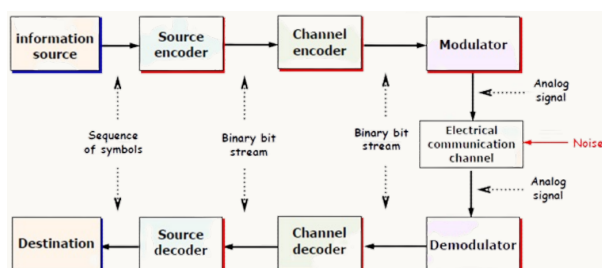 information
source
Source
encoder
Channel
encoder
Modulator
Analog
signal
Sequence
of symbols
Binary bit
stream
Binary bit
stream
Electrical
communication
channel
Noise
Analog
signal
Destination
Source
decoder
Channel
decoder
Demodulator